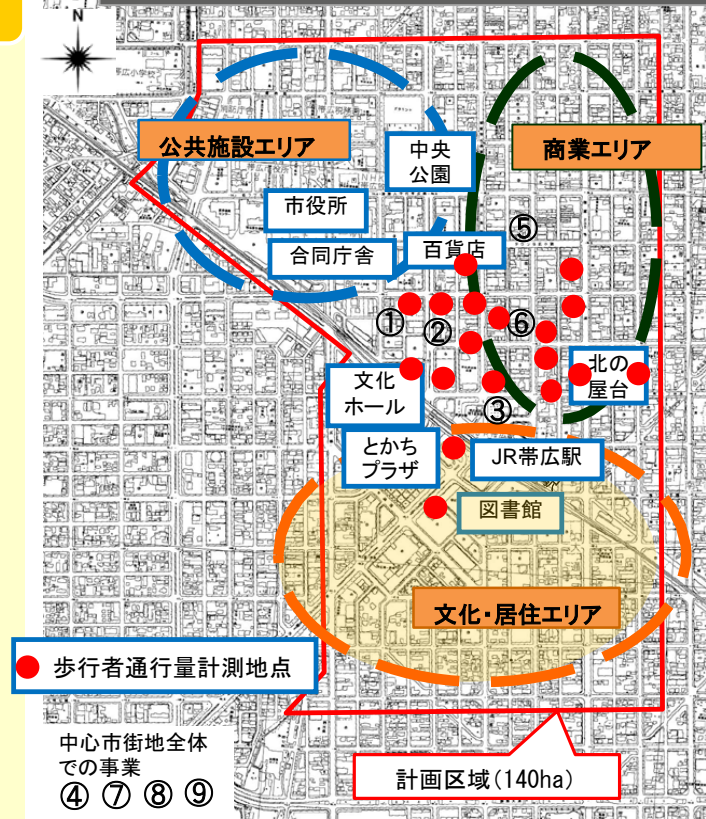 N
公共施設エリア
商業エリア
中央
公園
市役所
合同庁舎
百貨店
⑤
①
②
⑥
北の
屋台
文化
ホール
③
とかち
プラザ
JR帯広駅
図書館
文化・居住エリア
歩行者通行量計測地点
中心市街地全体
での事業
④ ⑦ ⑧ ⑨
計画区域(140ha)